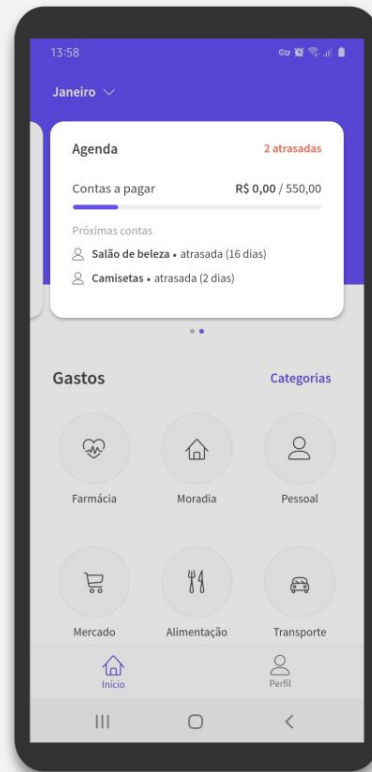 13:58
Janeiro
Agenda 2 atrasadas
Contas a pagar R$ 0,00 / 550,00
Próximas contas
Salão de beleza • atrasada (16 dias)
Camisetas • atrasada (2 dias)
Gastos Categorias
Farmácia Moradia Pessoal
Mercado Alimentação Transporte
Início Perfil